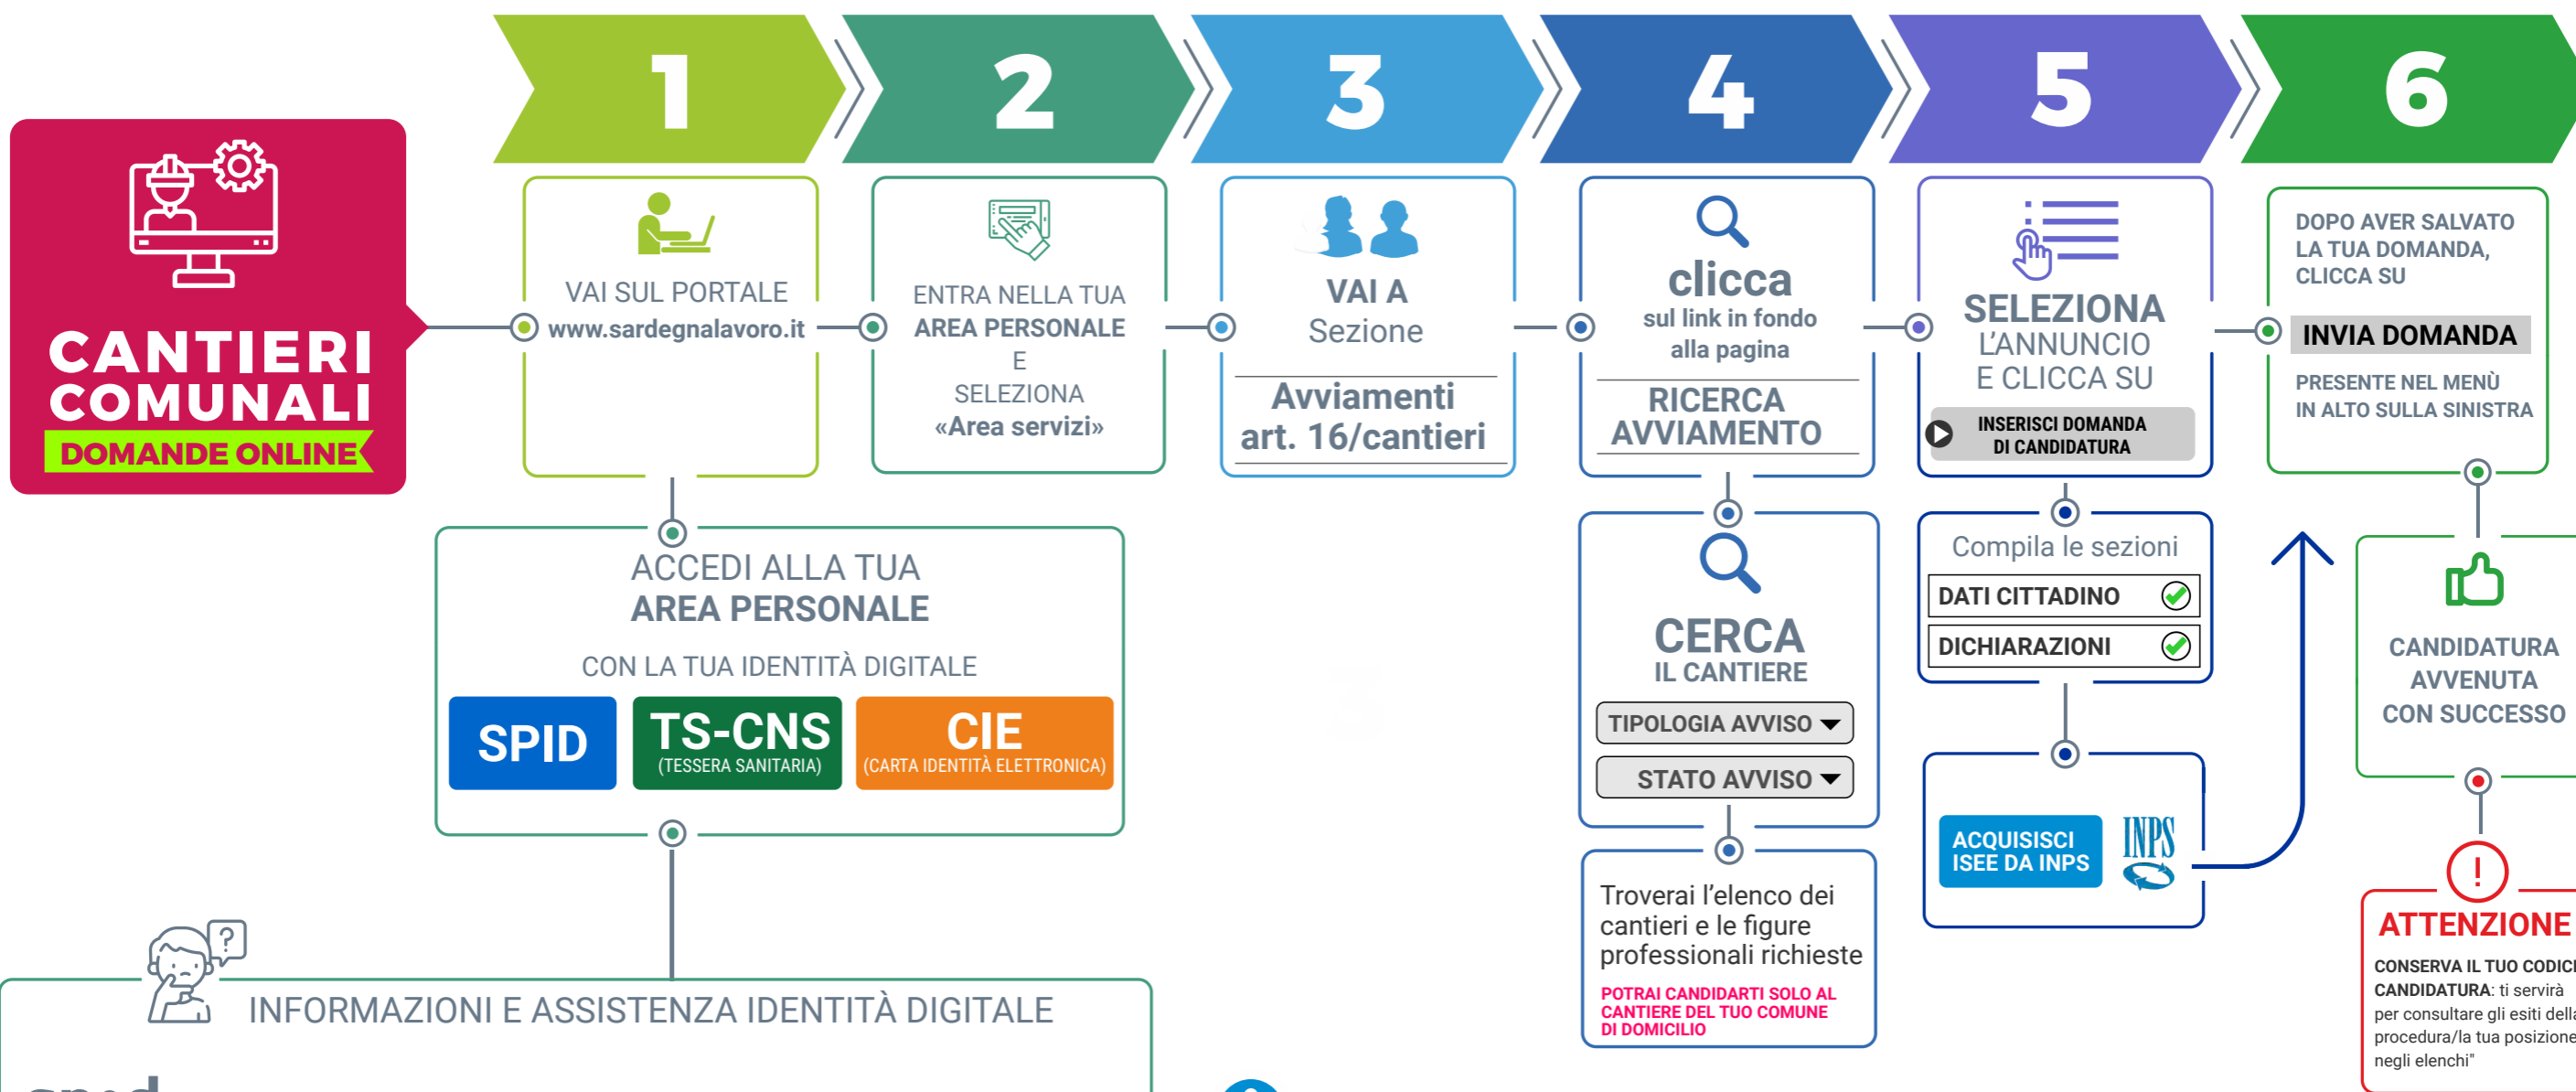 CANTIERI
COMUNALI
DOMANDE ONLINE
1
VAI SUL PORTALE
www.sardegnalavoro.it
ACCEDI ALLA TUA
AREA PERSONALE
CON LA TUA IDENTITÀ DIGITALE
SPID
TS-CNS
(TESSERA SANITARIA)
CIE
(CARTA IDENTITÀ ELETTRONICA)
?
INFORMAZIONI E ASSISTENZA IDENTITÀ DIGITALE
2
ENTRA NELLA TUA
AREA PERSONALE
E
SELEZIONA
«Area servizi»
3
VAI A
Sezione
Avviamenti
art. 16/cantieri
4
clicca
sul link in fondo
alla pagina
RICERCA
AVVIAMENTO
CERCA
IL CANTIERE
TIPOLOGIA AVVISO
STATO AVVISO
Troverai l'elenco dei
cantieri e le figure
professionali richieste
POTRAI CANDIDARTI SOLO AL
CANTIERE DEL TUO COMUNE
DI DOMICILIO
5
SELEZIONA
L'ANNUNCIO
E CLICCA SU
INSERISCI DOMANDA
DI CANDIDATURA
Compila le sezioni
DATI CITTADINO
DICHIARAZIONI
ACQUISISCI
ISEE DA INPS
INPS
6
DOPO AVER SALVATO
LA TUA DOMANDA,
CLICCA SU
INVIA DOMANDA
PRESENTE NEL MENÙ
IN ALTO SULLA SINISTRA
CANDIDATURA
AVVENUTA
CON SUCCESSO
!
ATTENZIONE
CONSERVA IL TUO CODIC
CANDIDATURA: ti servirà
per consultare gli esiti della
procedura/la tua posizione
negli elenchi"